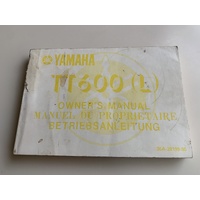 YAMAHA
TT600(L)
OWNER'S MANUAL
MANUEL DU PROPRIETAIRE
BETRIEBSANLEITUNG